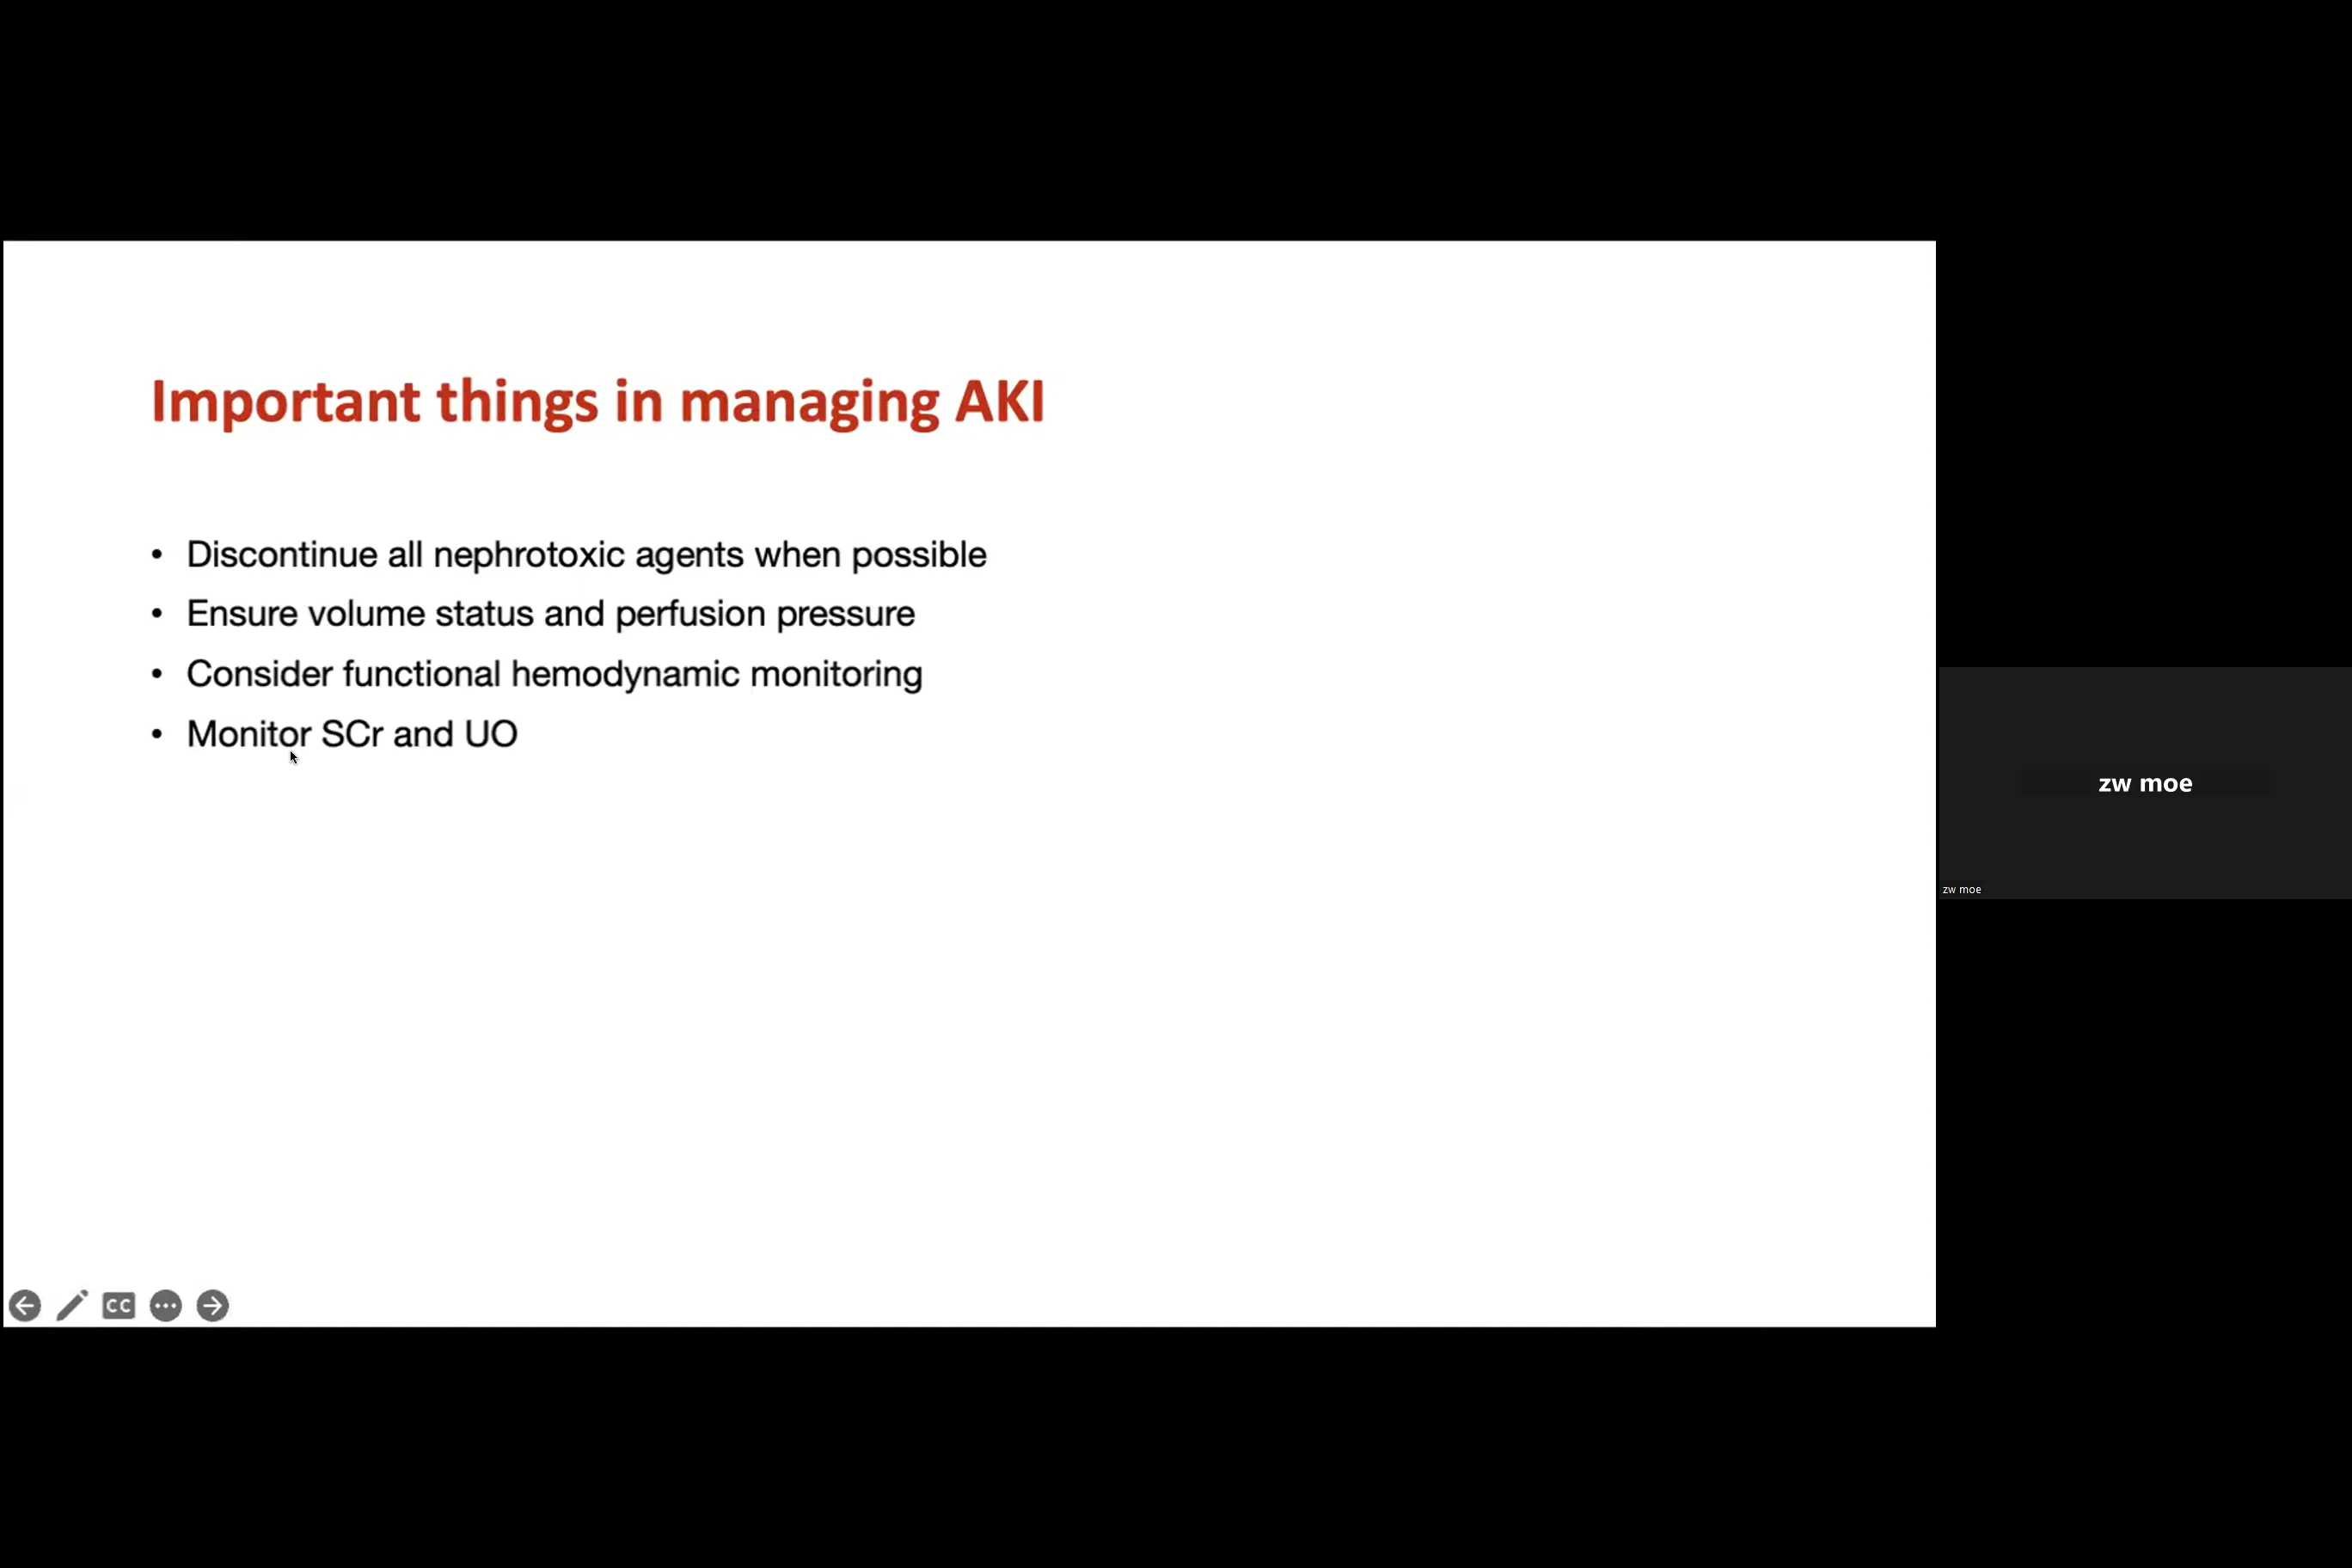 Important things in managing AKI
• Discontinue all nephrotoxic agents when possible
• Ensure volume status and perfusion pressure
• Consider functional hemodynamic monitoring
• Monitor SCr and UO
zw moe
zw moe
CC